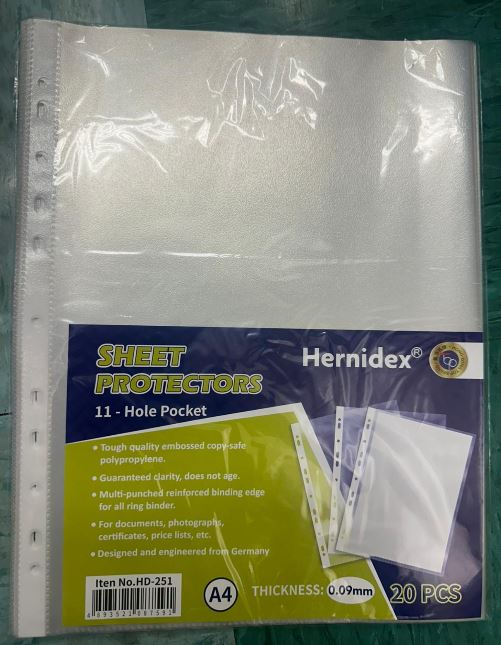 SHEET
PROTECTORS
Hernidex®
11 - Hole Pocket
• Tough quality embossed copy-safe
polypropylene.
• Guaranteed clarity, does not age.
• Multi-punched reinforced binding edge
for all ring binder.
• For documents, photographs,
certificates, price lists, etc.
• Designed and engineered from Germany
Iten No.HD-251
A4
THICKNESS: 0.09mm
20 PCS